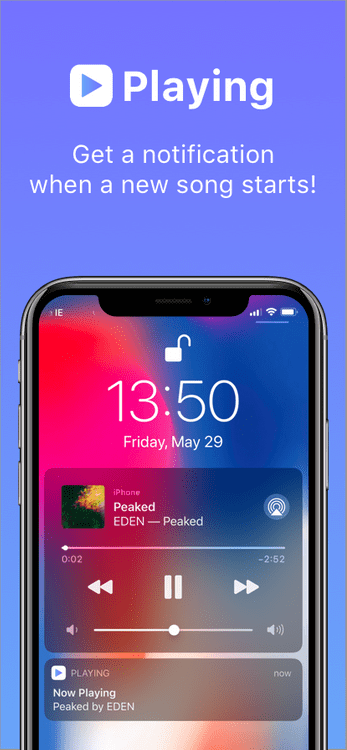 Playing
Get a notification
when a new song starts!
IE
13:50
Friday, May 29
iPhone
Peaked
EDEN — Peaked
0:02
-2:52
PLAYING
now
Now Playing
Peaked by EDEN